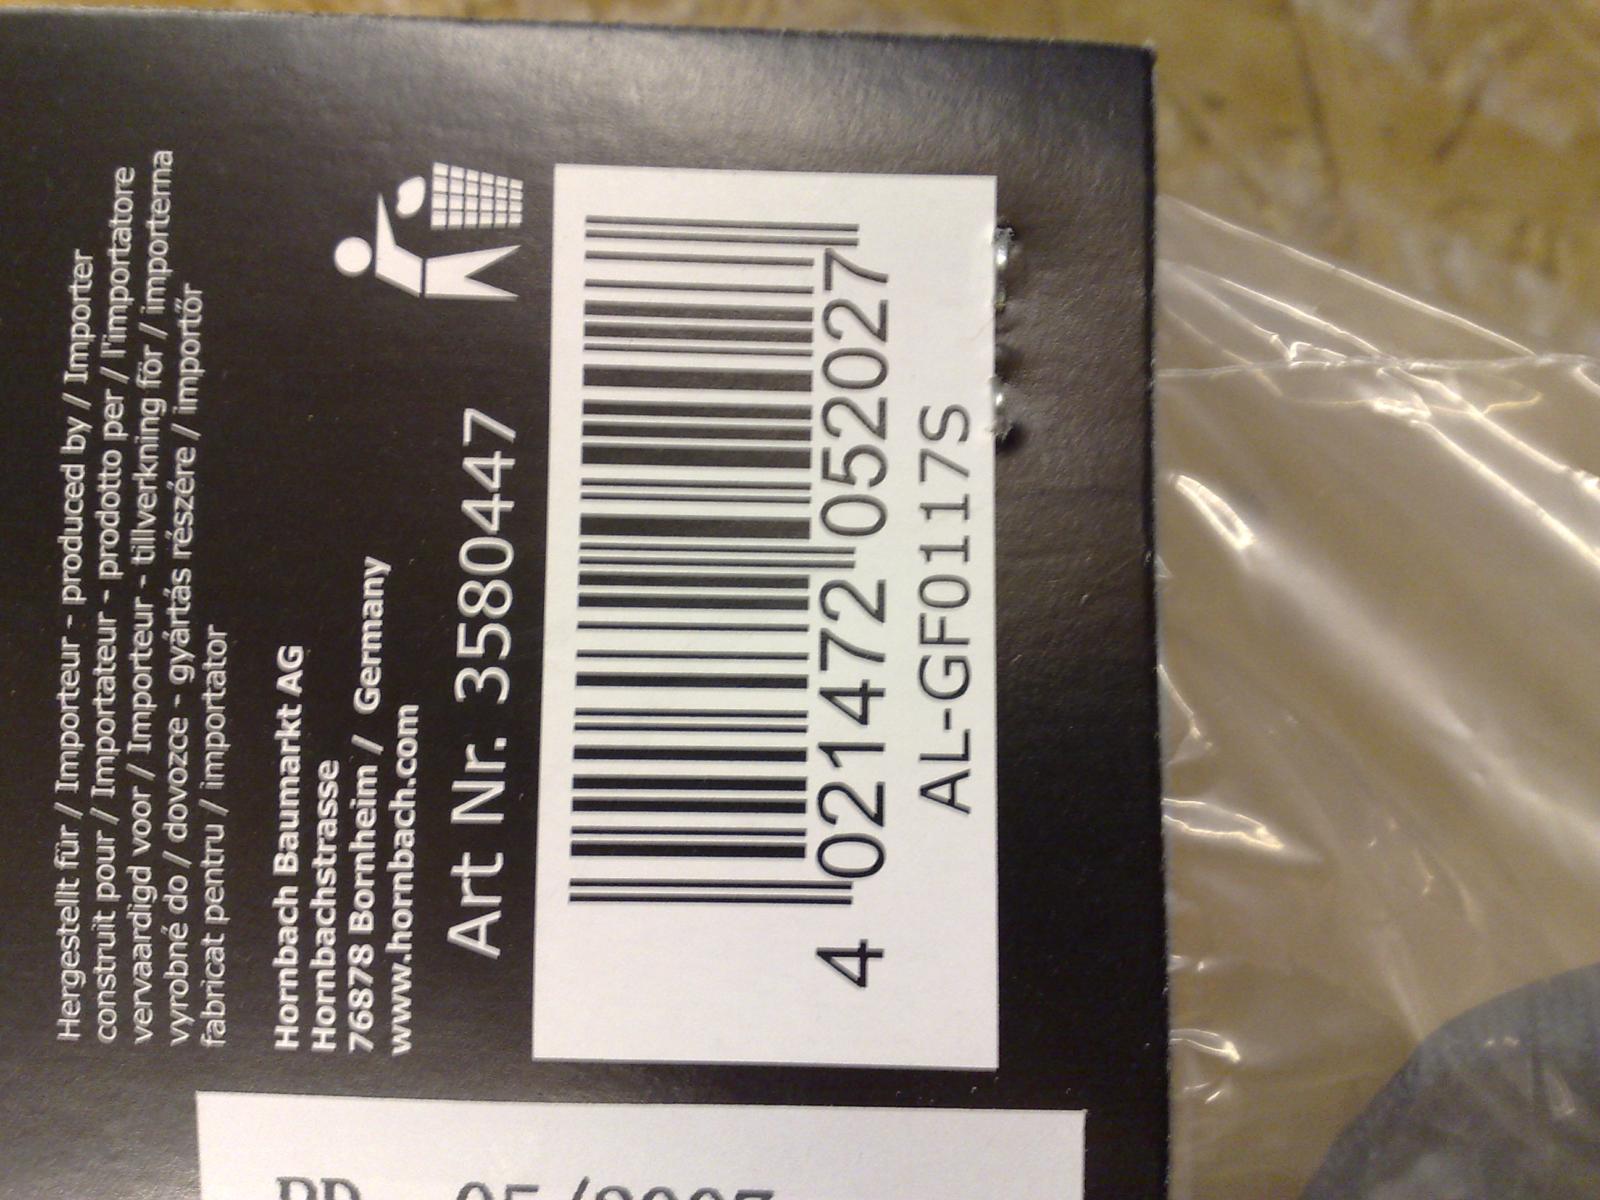 Hergestellt für / Importeur - produced by / Importer
construit pour / Importateur - prodotto per / l'importatore
vervaardigd voor / Importeur - tillverkning för / importerna
vyrobné do / dovozce - gyártás részére / importőr
fabricat pentru / importator
Hornbach Baumarkt AG
Hornbachstrasse
76878 Bornheim / Germany
www.hornbach.com
Art Nr. 3580447
4 021472 052027
AL-GF0117S